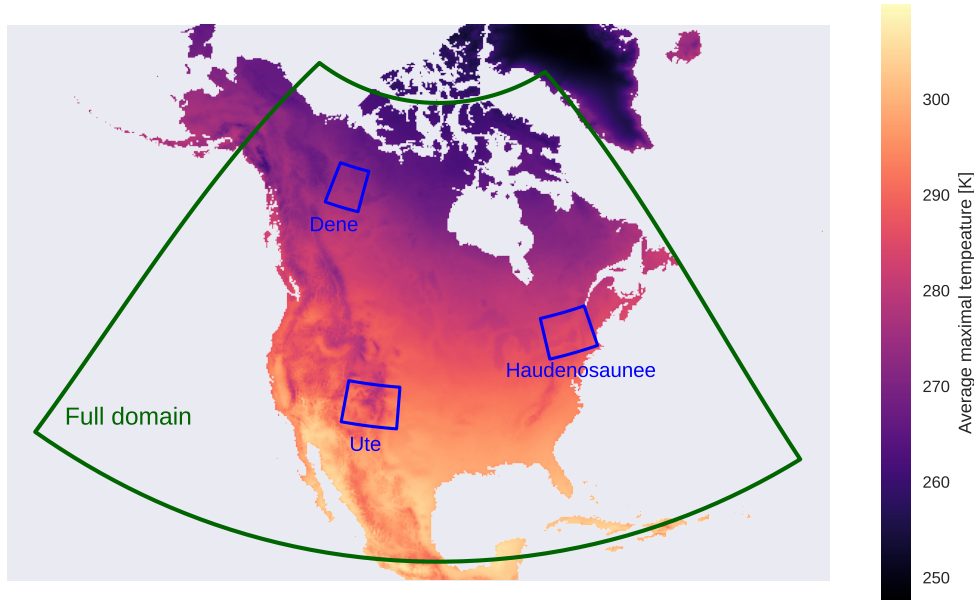 Dene
Haudenosaunee
Full domain
Ute
300
290
280
270
260
250
Average maximal tempeature [K]